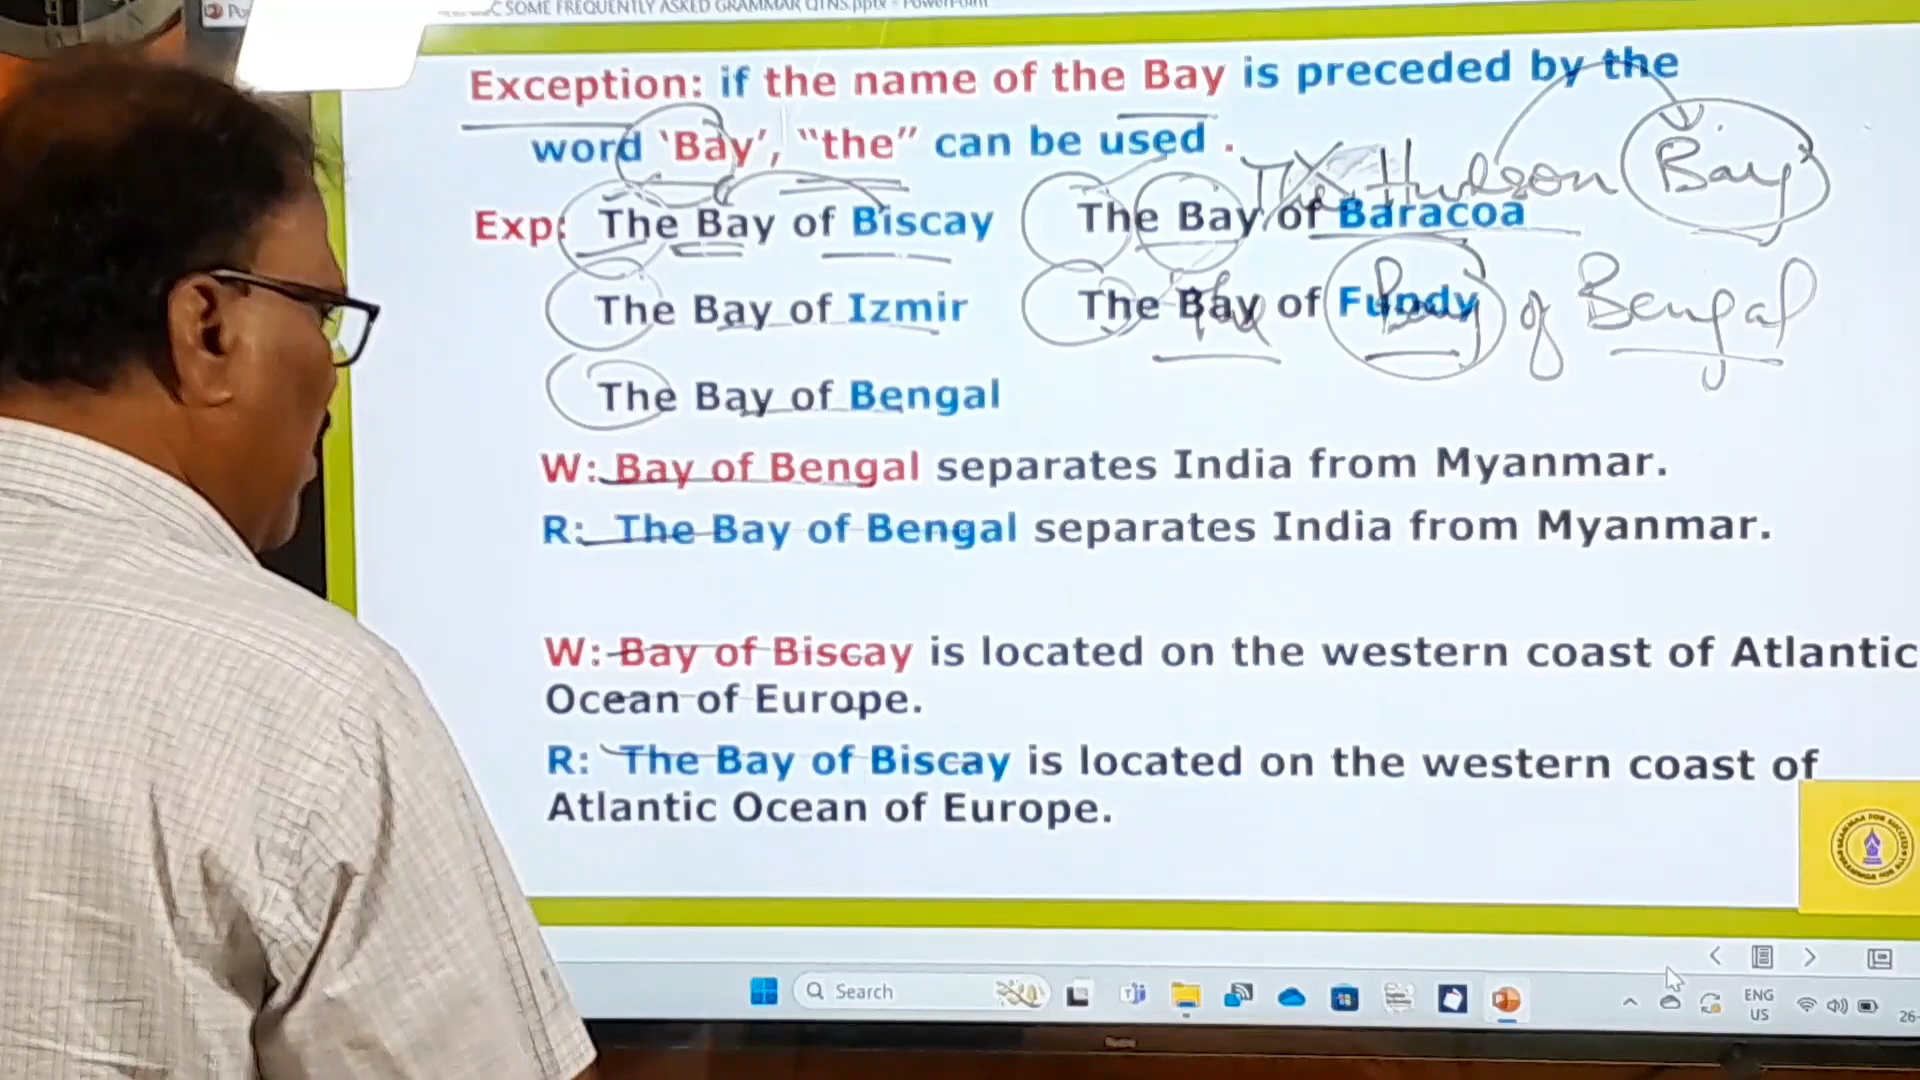 SOME FREQUENTLY ASKED GRAMMAR QTNS.pptx - PowerPoint
Exception: if the name of the Bay is preceded by the
word ‘Bay’, “the” can be used .
The Hudson Bay
Exp: The Bay of Biscay The Bay of Baracoa
The Bay of Izmir The Bay of Fundy
The Bay of Bengal
The Bay of Bengal
W: Bay of Bengal separates India from Myanmar.
R: The Bay of Bengal separates India from Myanmar.
W: Bay of Biscay is located on the western coast of Atlantic
Ocean of Europe.
R: The Bay of Biscay is located on the western coast of
Atlantic Ocean of Europe.
Search
ENG
US
26-